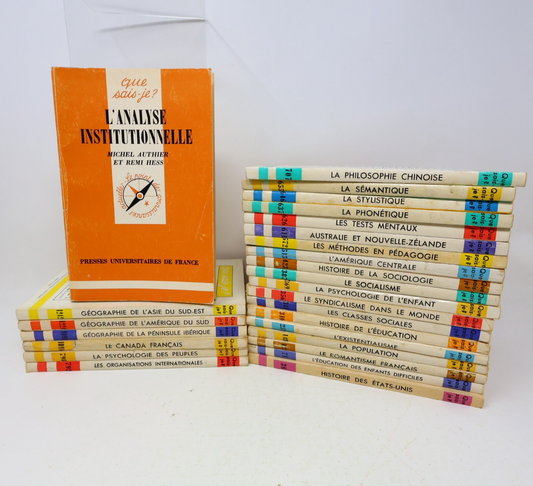 que
sais-je?
L'ANALYSE
INSTITUTIONNELLE
MICHEL AUTHIER
ET REMI HESS
PRESSES UNIVERSITAIRES DE FRANCE
GÉOGRAPHIE DE L'ASIE DU SUD-EST
GÉOGRAPHIE DE L'AMÉRIQUE DU SUD
GÉOGRAPHIE DE LA PÉNINSULE IBÉRIQUE
LE CANADA FRANÇAIS
LA PSYCHOLOGIE DES PEUPLES
LES ORGANISATIONS INTERNATIONALES
707 LA PHILOSOPHIE CHINOISE
LA SÉMANTIQUE
LA STYLISTIQUE
LA PHONÉTIQUE
LES TESTS MENTAUX
AUSTRALIE ET NOUVELLE-ZÉLANDE
LES MÉTHODES EN PÉDAGOGIE
L'AMÉRIQUE CENTRALE
HISTOIRE DE LA SOCIOLOGIE
LE SOCIALISME
LA PSYCHOLOGIE DE L'ENFANT
LE SYNDICALISME DANS LE MONDE
LES CLASSES SOCIALES
HISTOIRE DE L'ÉDUCATION
L'EXISTENTIALISME
LA POPULATION
LE ROMANTISME FRANÇAIS
L'ÉDUCATION DES ENFANTS DIFFICILES
HISTOIRE DES ÉTATS-UNIS